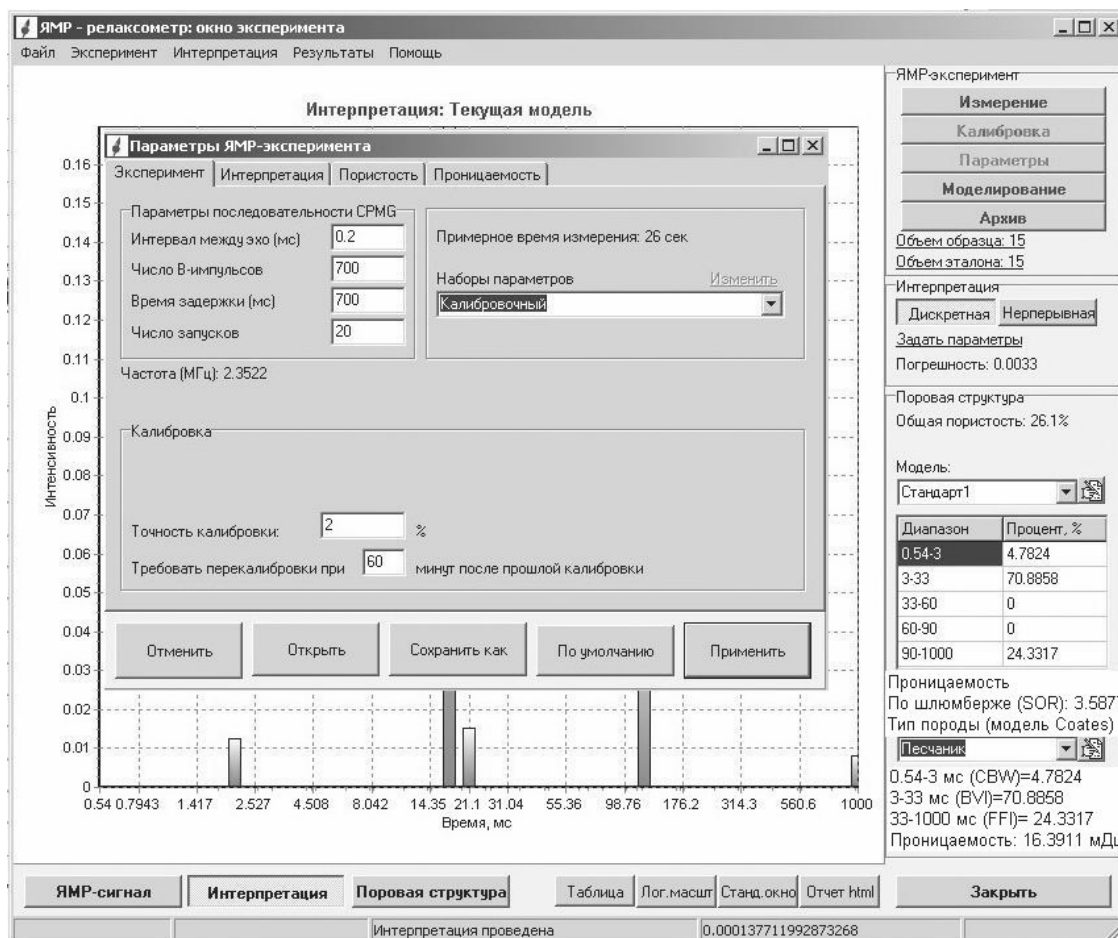 ЯМР - релаксометр: окно эксперимента
Файл Эксперимент Интерпретация Результаты Помощь
Интерпретация: Текущая модель
Параметры ЯМР-эксперимента
Эксперимент Интерпретация Пористость Проницаемость
Параметры последовательности CPMG
Интервал между эхо (мс) 0.2
Число В-импульсов 700
Время задержки (мс) 700
Число запусков 20
Примерное время измерения: 26 сек
Наборы параметров Изменить
Калибровочный
Частота (МГц): 2.3522
Калибровка
Точность калибровки: 2 %
Требовать перекалибровки при 60 минут после прошлой калибровки
Отменить Открыть Сохранить как По умолчанию Применить
Интенсивность
0.16
0.15
0.14
0.13
0.12
0.11
0.1
0.09
0.08
0.07
0.06
0.05
0.04
0.03
0.02
0.01
0
0.54 0.7943 1.417 2.527 4.508 8.042 14.35 21.1 31.04 55.36 98.76 176.2 314.3 560.6 1000
Время, мс
ЯМР-эксперимент
Измерение
Калибровка
Параметры
Моделирование
Архив
Объем образца: 15
Объем эталона: 15
Интерпретация
Дискретная Нерперывная
Задать параметры
Погрешность: 0.0033
Поровая структура
Общая пористость: 26.1%
Модель:
Стандарт1
Диапазон Процент, %
0.54-3 4.7824
3-33 70.8858
33-60 0
60-90 0
90-1000 24.3317
Проницаемость
По шлюмберже (SOR): 3.587
Тип породы (модель Coates)
Песчаник
0.54-3 мс (CBW)=4.7824
3-33 мс (BVI)=70.8858
33-1000 мс (FFI)= 24.3317
Проницаемость: 16.3911 мДц
ЯМР-сигнал Интерпретация Поровая структура Таблица Лог.масшт Станд.окно Отчет html Закрыть
Интерпретация проведена 0.000137711992873268